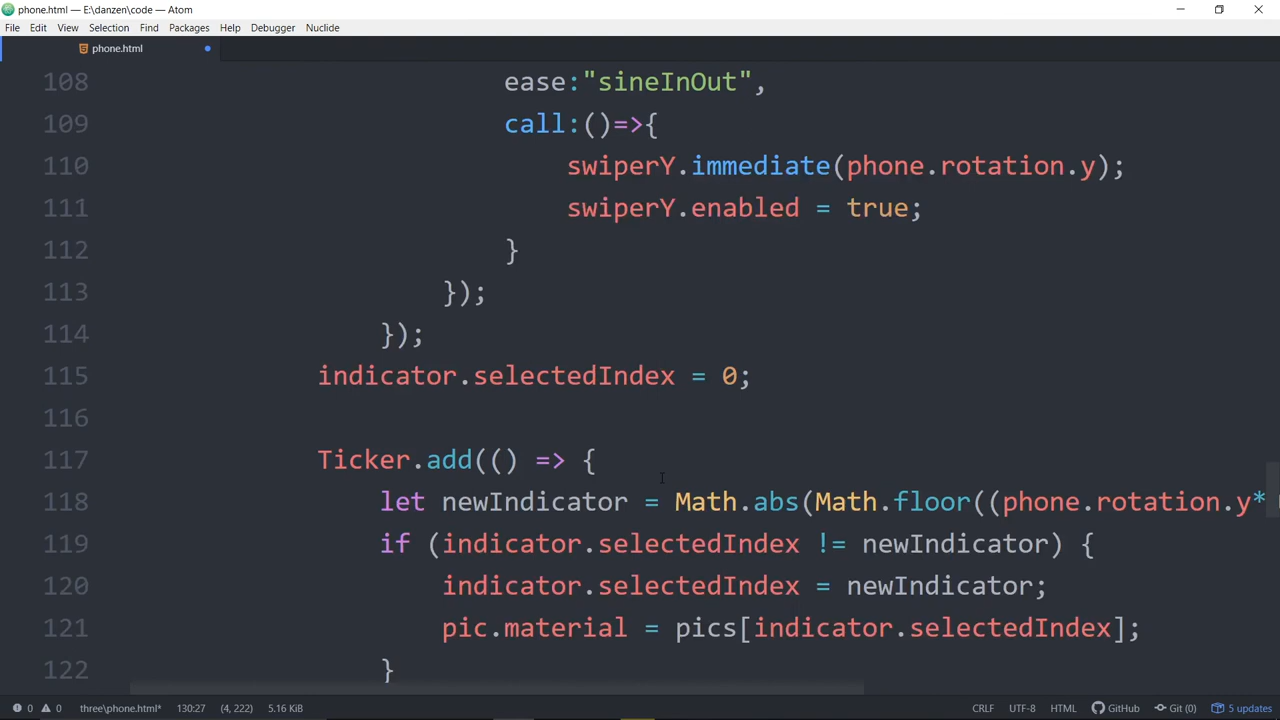 phone.html — E:\danzen\code — Atom
File Edit View Selection Find Packages Help Debugger Nuclide
phone.html
108 ease:"sineInOut",
109 call:()=>{
110 swiperY.immediate(phone.rotation.y);
111 swiperY.enabled = true;
112 }
113 });
114 });
115 indicator.selectedIndex = 0;
116
117 Ticker.add(() => {
118 let newIndicator = Math.abs(Math.floor((phone.rotation.y*
119 if (indicator.selectedIndex != newIndicator) {
120 indicator.selectedIndex = newIndicator;
121 pic.material = pics[indicator.selectedIndex];
122 }
0 0 three\phone.html* 130:27 (4, 222) 5.16 KiB CRLF UTF-8 HTML GitHub Git (0) 5 updates